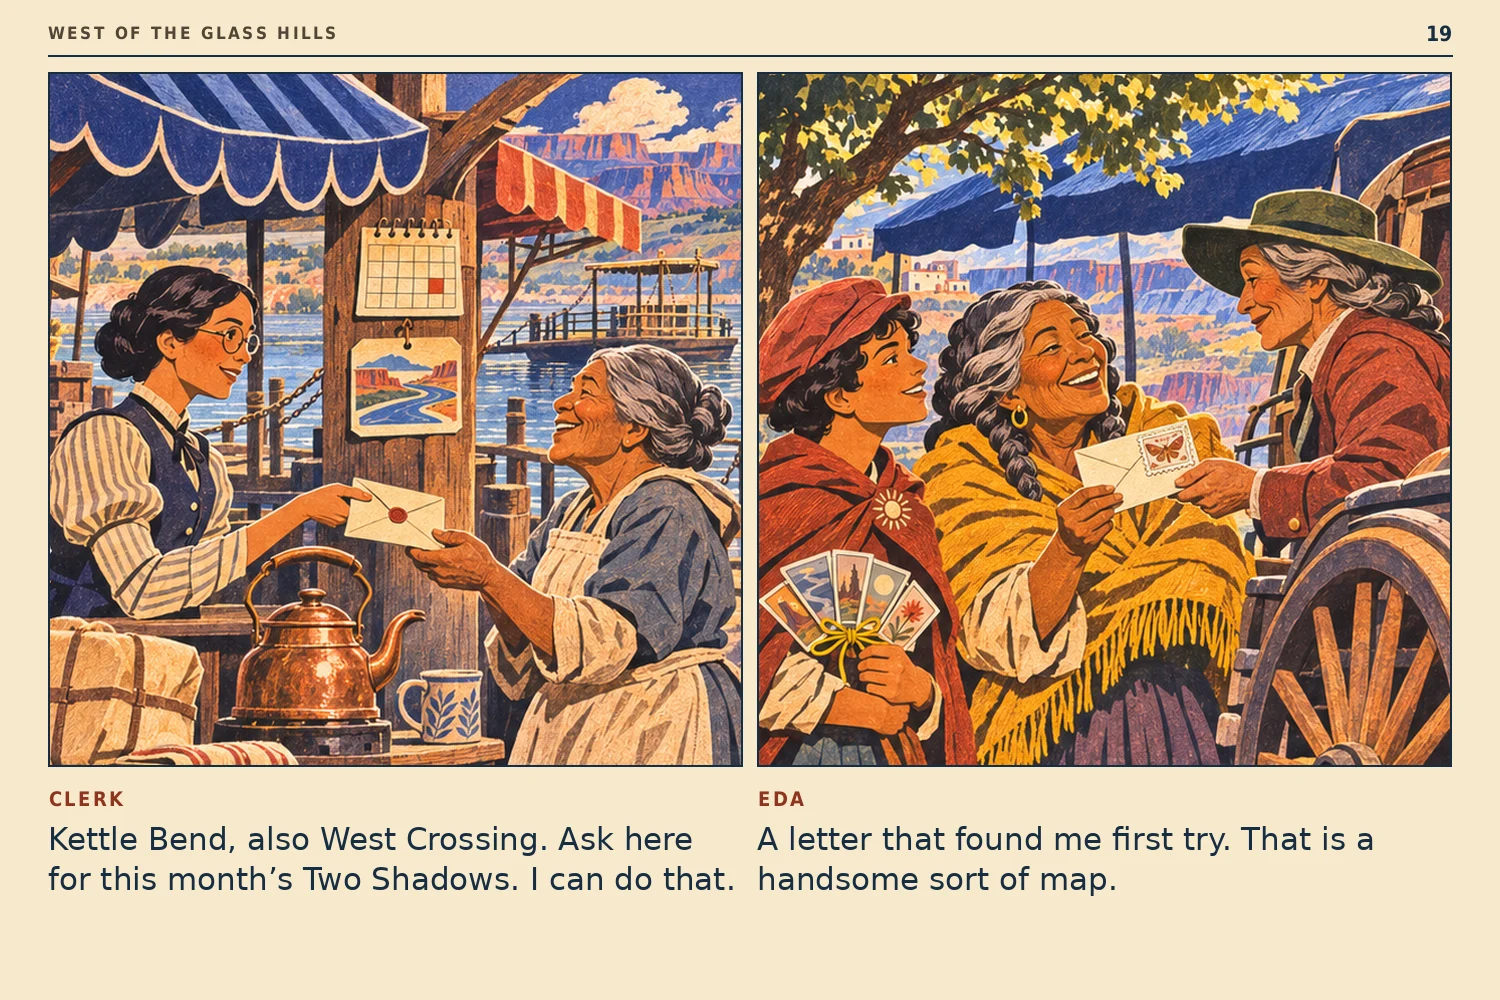 WEST OF THE GLASS HILLS
19
CLERK
Kettle Bend, also West Crossing. Ask here
for this month’s Two Shadows. I can do that.
EDA
A letter that found me first try. That is a
handsome sort of map.